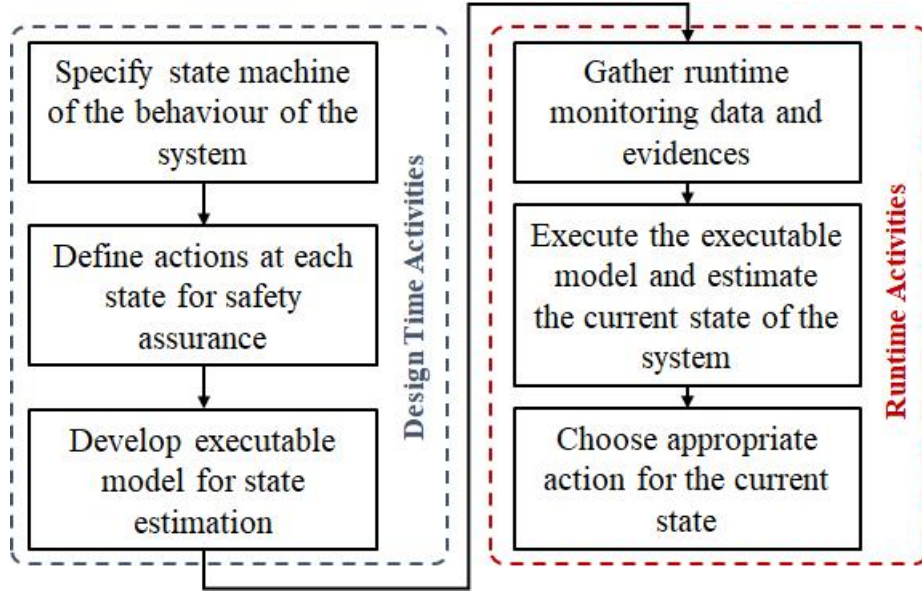 Specify state machine
of the behaviour of the
system
Define actions at each
state for safety
assurance
Develop executable
model for state
estimation
Design Time Activities
Gather runtime
monitoring data and
evidences
Execute the executable
model and estimate
the current state of the
system
Choose appropriate
action for the current
state
Runtime Activities